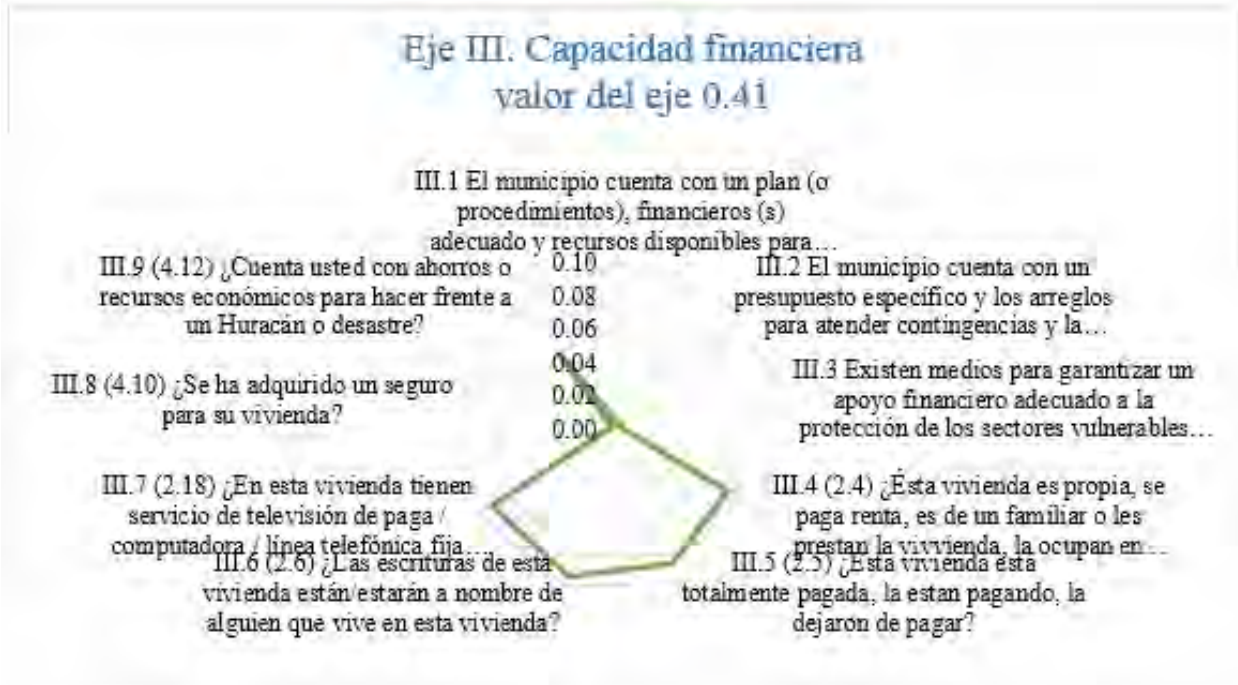 Eje III. Capacidad financiera
valor del eje 0.41
III.1 El municipio cuenta con un plan (o
procedimientos), financieros (s)
adecuado y recursos disponibles para…
0.10
0.08
0.06
0.04
0.02
0.00
III.2 El municipio cuenta con un
presupuesto específico y los arreglos
para atender contingencias y la…
III.3 Existen medios para garantizar un
apoyo financiero adecuado a la
protección de los sectores vulnerables…
III.4 (2.4) ¿Ésta vivienda es propia, se
paga renta, es de un familiar o les
prestan la vivvienda, la ocupan en…
III.5 (2.5) ¿Esta vivienda esta
totalmente pagada, la estan pagando, la
dejaron de pagar?
III.6 (2.6) ¿Las escrituras de esta
vivienda están/estarán a nombre de
alguien que vive en esta vivienda?
III.7 (2.18) ¿En esta vivienda tienen
servicio de televisión de paga /
computadora / línea telefónica fija…
III.8 (4.10) ¿Se ha adquirido un seguro
para su vivienda?
III.9 (4.12) ¿Cuenta usted con ahorros o
recursos económicos para hacer frente a
un Huracán o desastre?